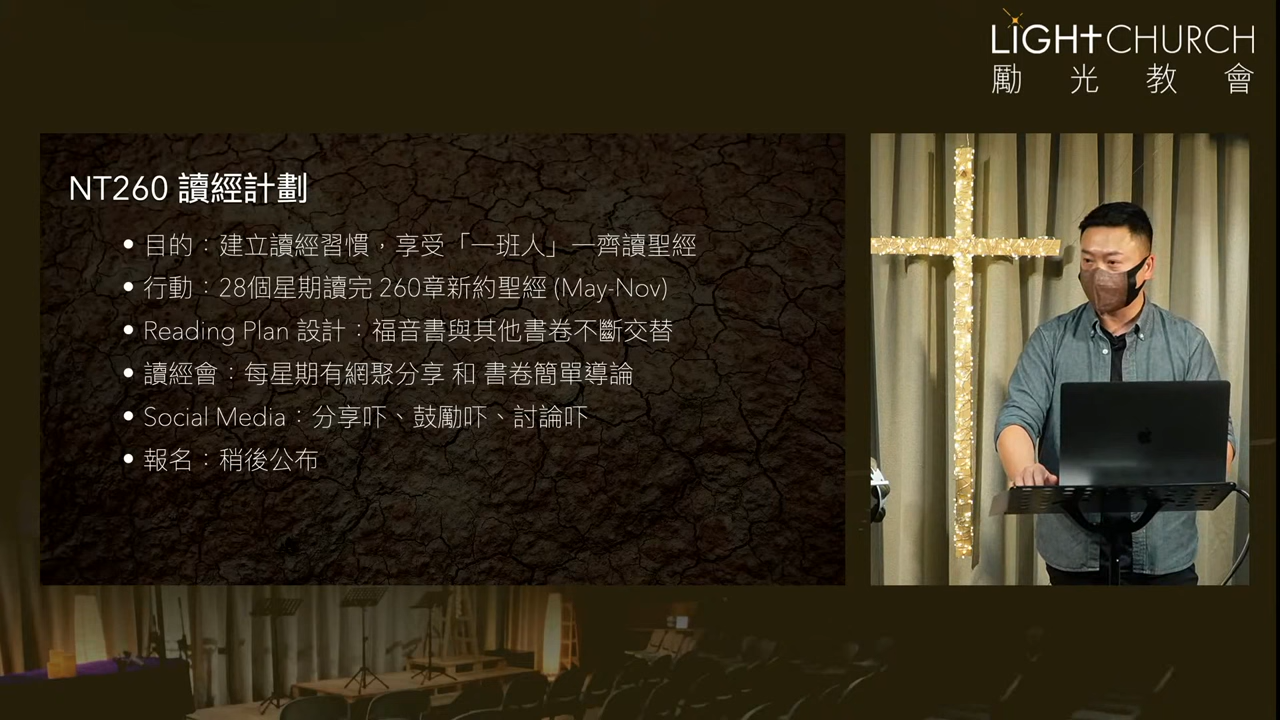 LiGHtCHURCH
勵光教會
NT260 讀經計劃
• 目的：建立讀經習慣，享受「一班人」一齊讀聖經
• 行動：28個星期讀完 260章新約聖經 (May-Nov)
• Reading Plan 設計：福音書與其他書卷不斷交替
• 讀經會：每星期有網聚分享 和 書卷簡單導論
• Social Media：分享吓、鼓勵吓、討論吓
• 報名：稍後公布